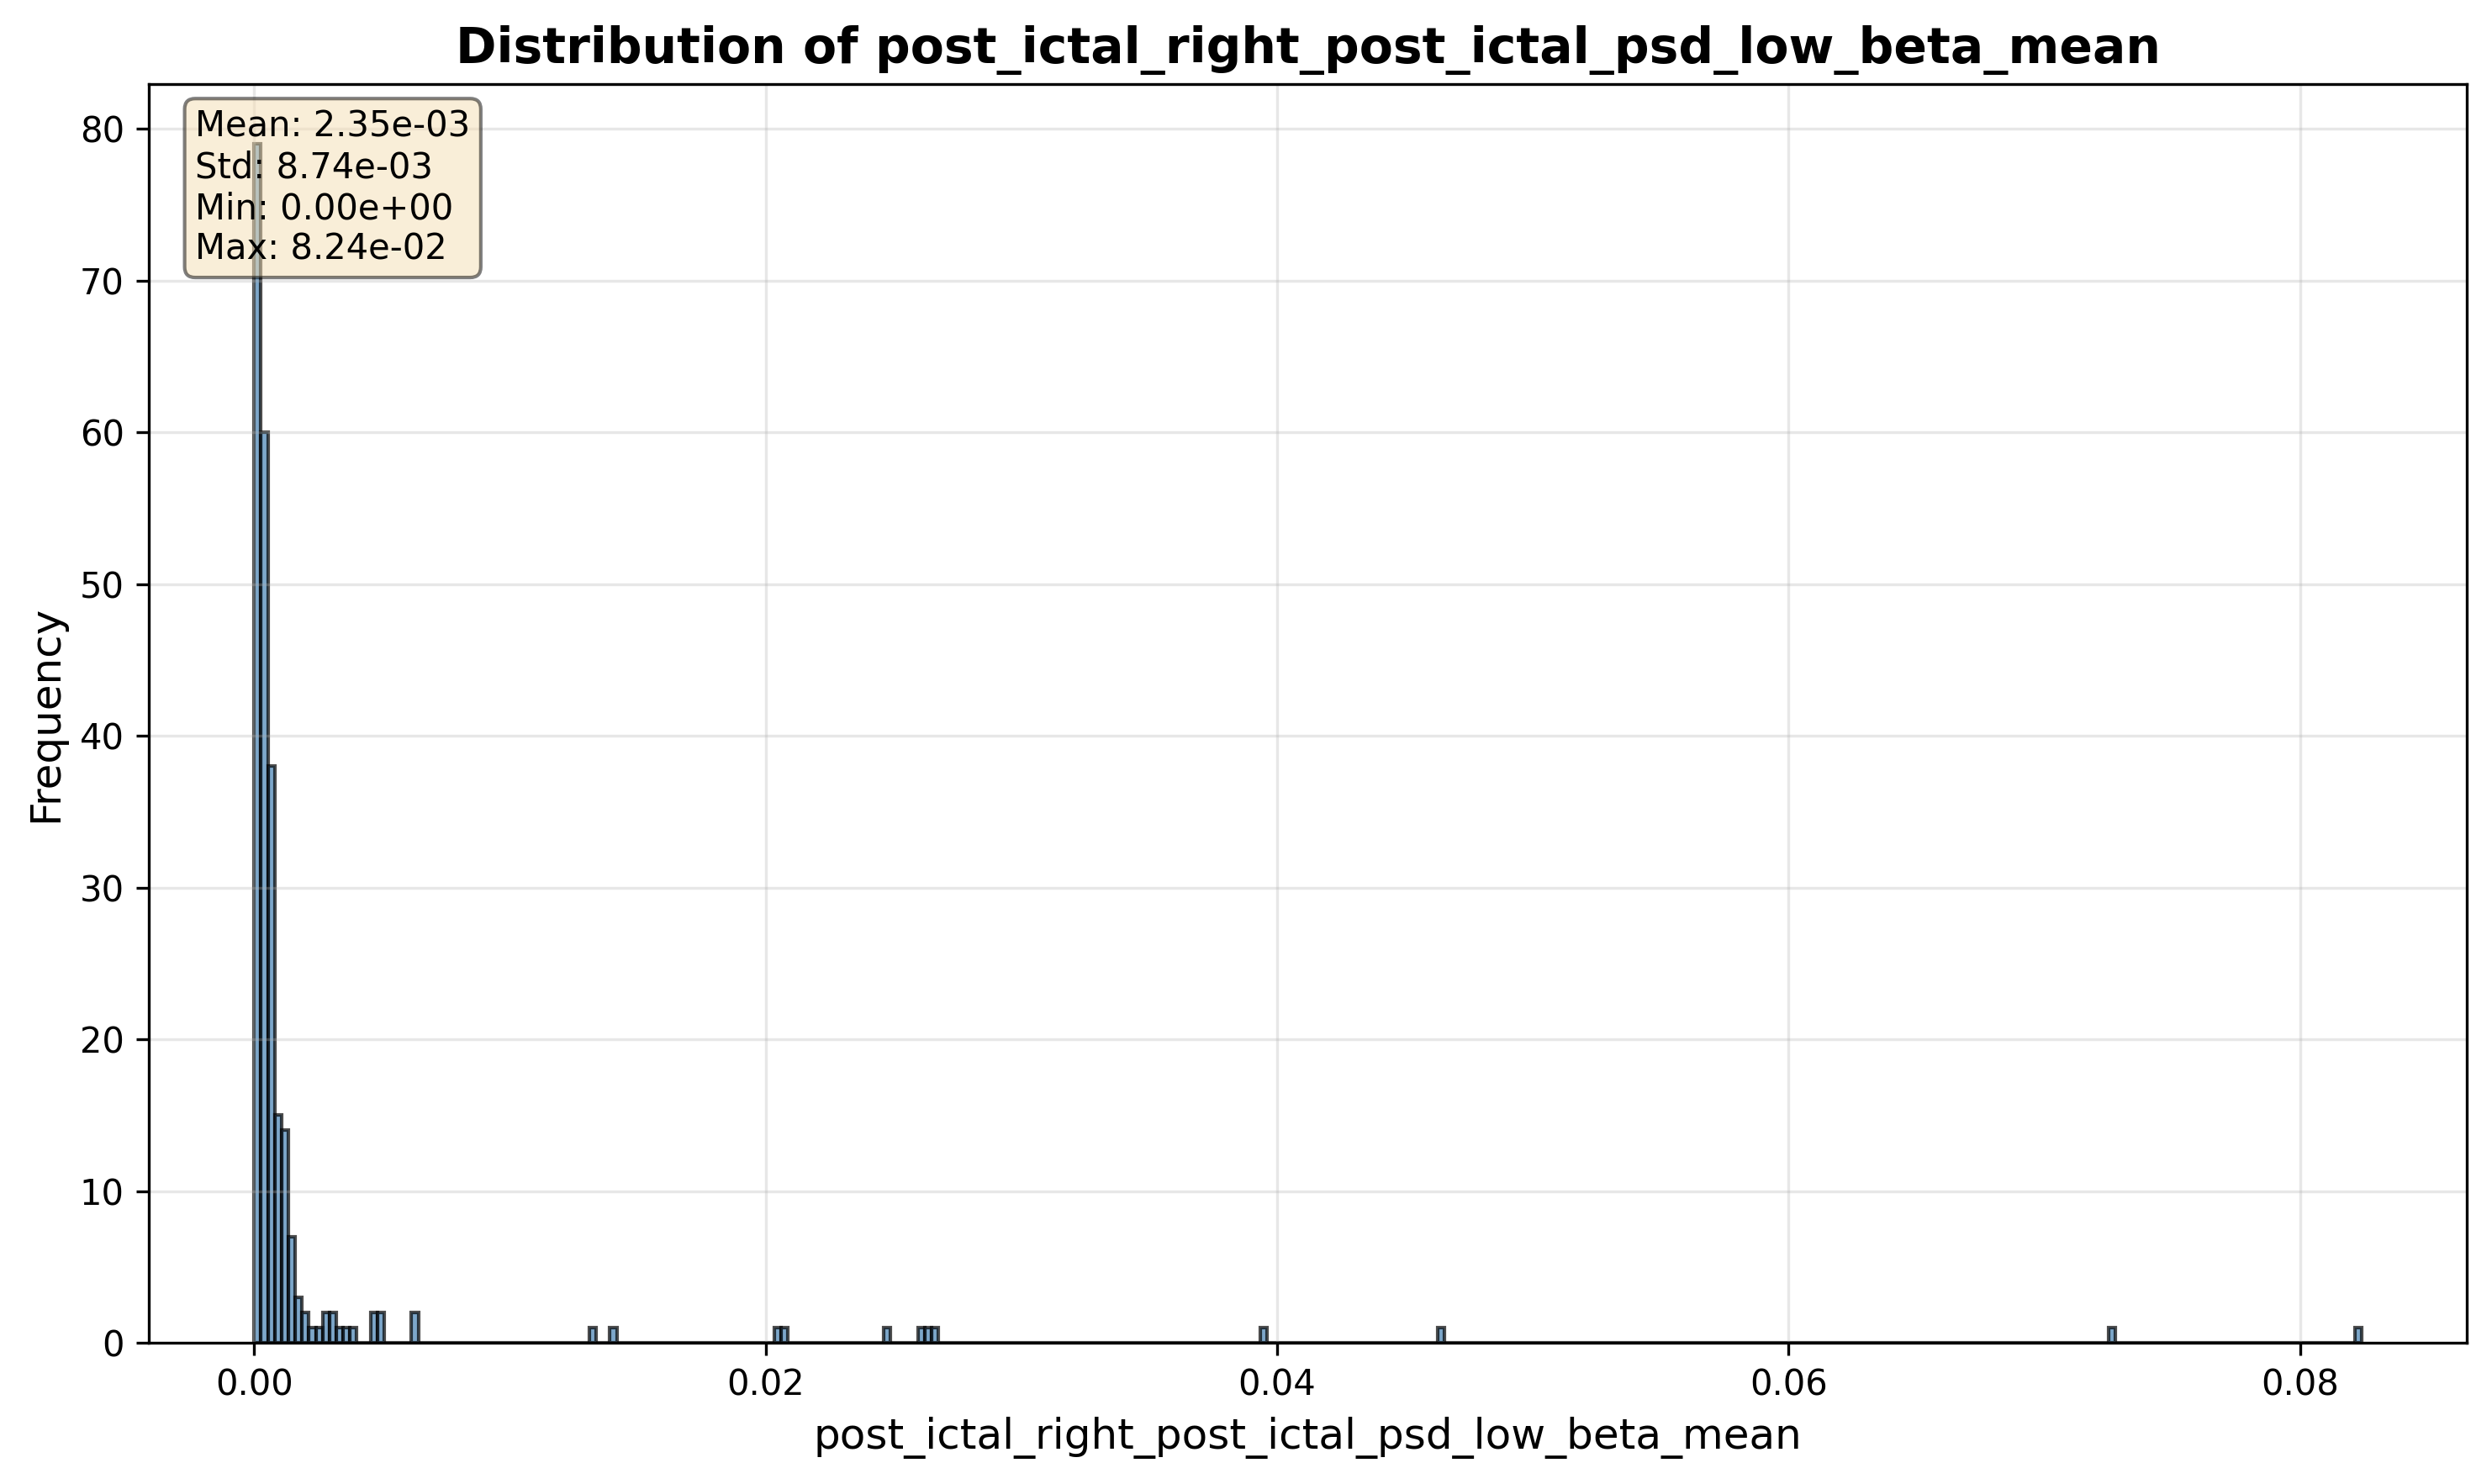 Distribution of post_ictal_right_post_ictal_psd_low_beta_mean
Mean: 2.35e-03
Std: 8.74e-03
Min: 0.00e+00
Max: 8.24e-02
Frequency
80
70
60
50
40
30
20
10
0
0.00 0.02 0.04 0.06 0.08
post_ictal_right_post_ictal_psd_low_beta_mean